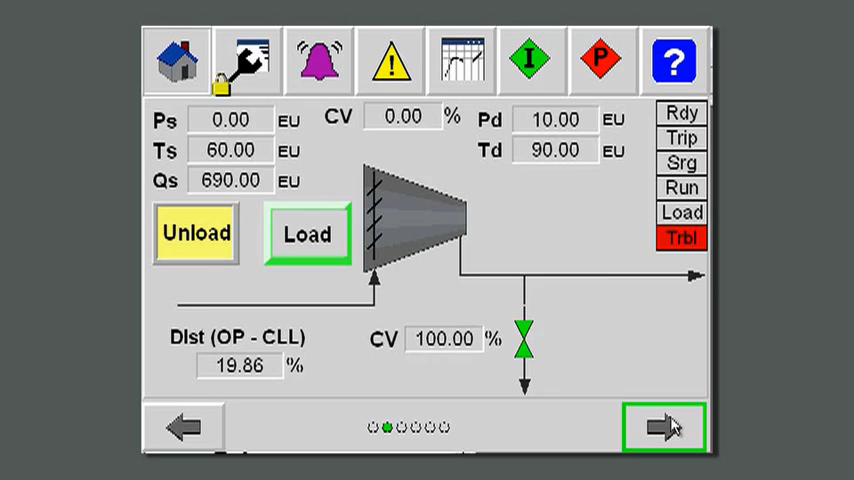 I P ?
Ps 0.00 EU CV 0.00 % Pd 10.00 EU Rdy
Ts 60.00 EU Td 90.00 EU Trip
Qs 690.00 EU Srg
Run
Unload Load Load
Trbl
DIst (OP - CLL) CV 100.00 %
19.86 %